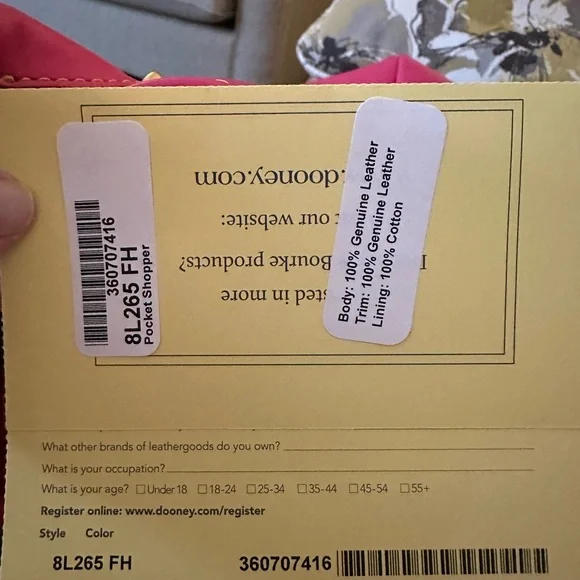 360707416
8L265 FH
Pocket Shopper
Body: 100% Genuine Leather
Trim: 100% Genuine Leather
Lining: 100% Cotton
in more
Bourke products?
our website:
.dooney.com
What other brands of leathergoods do you own?
What is your occupation?
What is your age? Under 18 18-24 25-34 35-44 45-54 55+
Register online: www.dooney.com/register
Style Color
8L265 FH 360707416